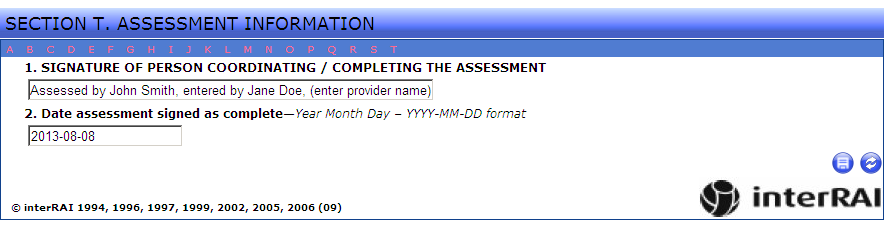 SECTION T. ASSESSMENT INFORMATION
A B C D E F G H I J K L M N O P Q R S T
1. SIGNATURE OF PERSON COORDINATING / COMPLETING THE ASSESSMENT
Assessed by John Smith, entered by Jane Doe, (enter provider name)
2. Date assessment signed as complete—Year Month Day – YYYY-MM-DD format
2013-08-08
interRAI
© interRAI 1994, 1996, 1997, 1999, 2002, 2005, 2006 (09)